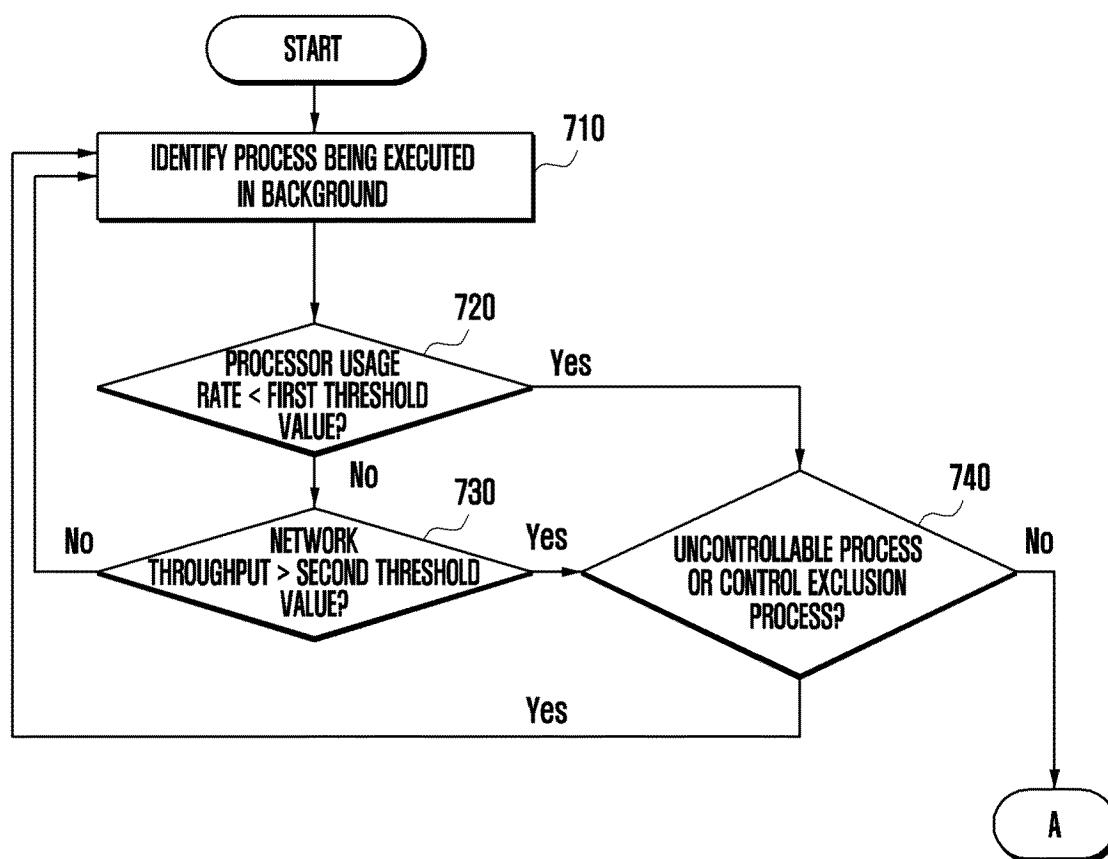 START
710
IDENTIFY PROCESS BEING EXECUTED
IN BACKGROUND
720
PROCESSOR USAGE
RATE < FIRST THRESHOLD
VALUE?
Yes
No
730
740
No
NETWORK
THROUGHPUT > SECOND THRESHOLD
VALUE?
Yes
UNCONTROLLABLE PROCESS
OR CONTROL EXCLUSION
PROCESS?
No
Yes
A